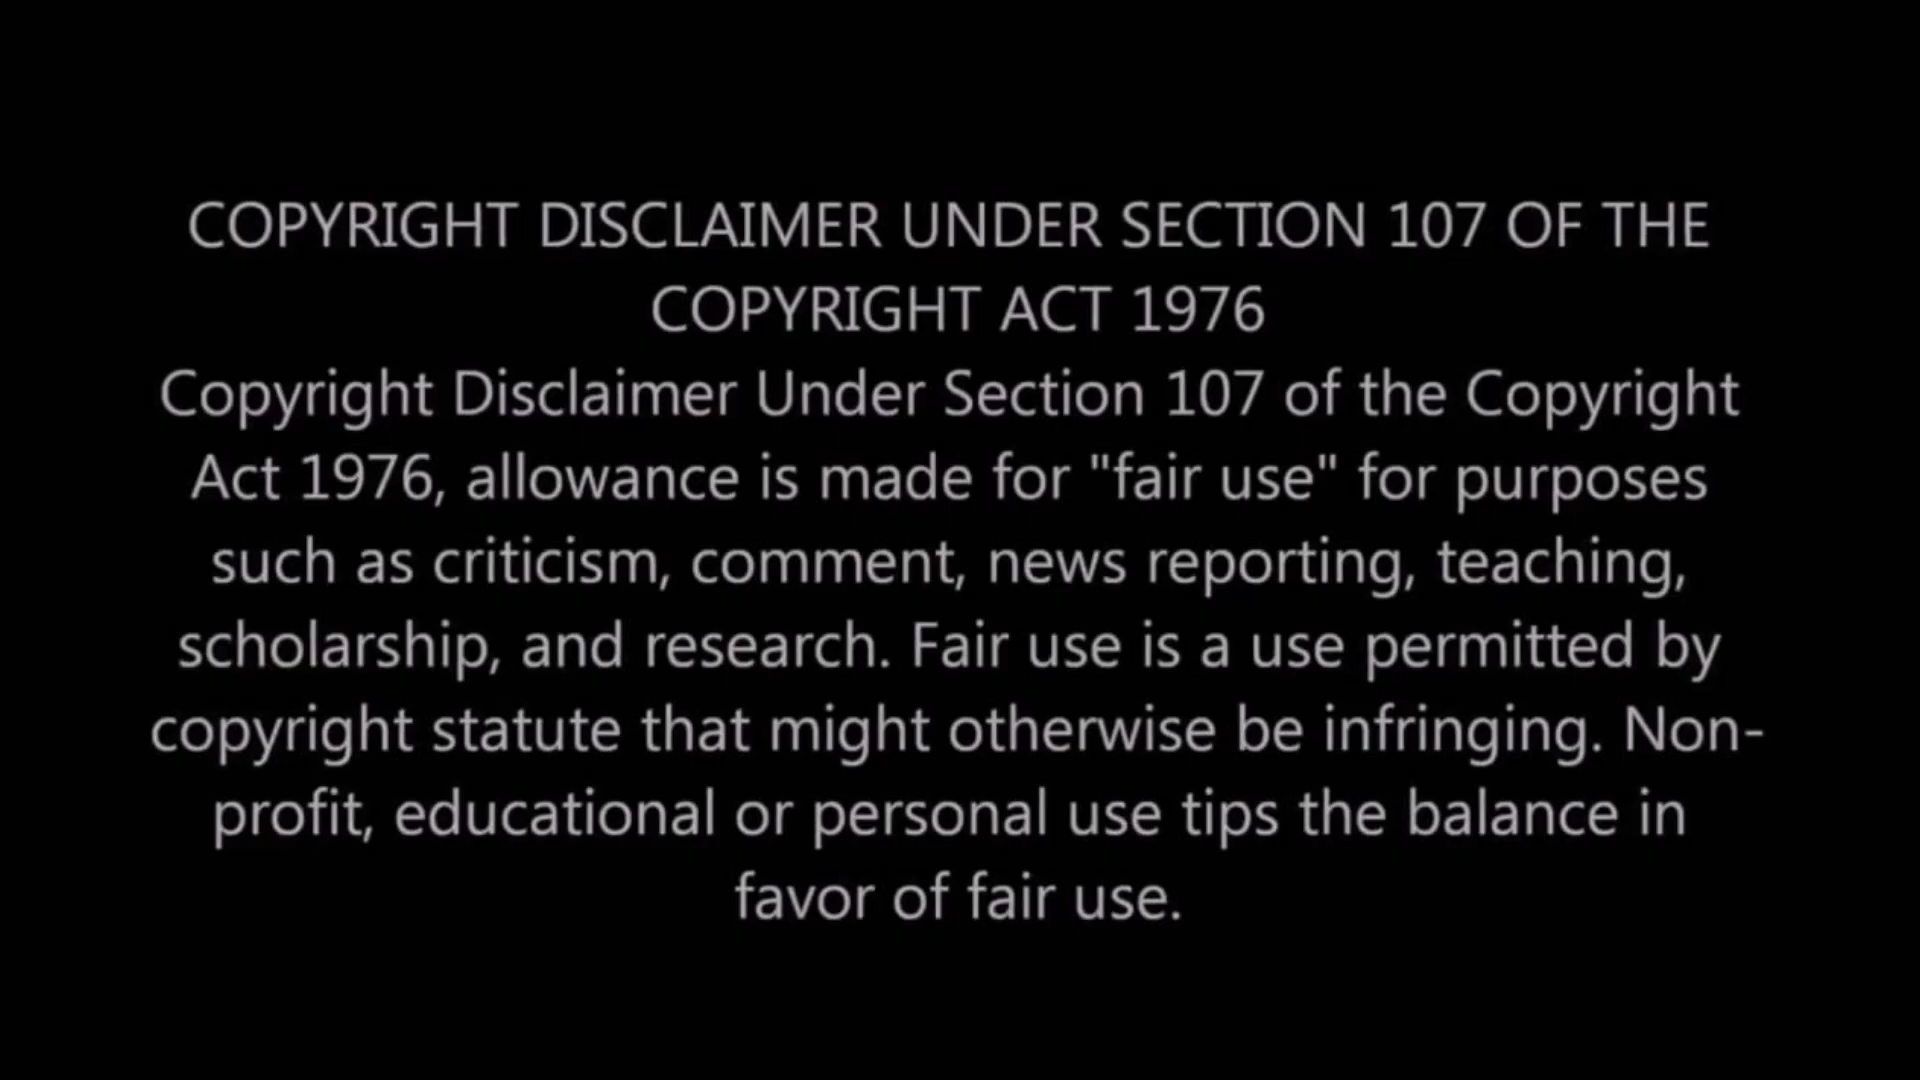 COPYRIGHT DISCLAIMER UNDER SECTION 107 OF THE
COPYRIGHT ACT 1976
Copyright Disclaimer Under Section 107 of the Copyright
Act 1976, allowance is made for "fair use" for purposes
such as criticism, comment, news reporting, teaching,
scholarship, and research. Fair use is a use permitted by
copyright statute that might otherwise be infringing. Non-
profit, educational or personal use tips the balance in
favor of fair use.